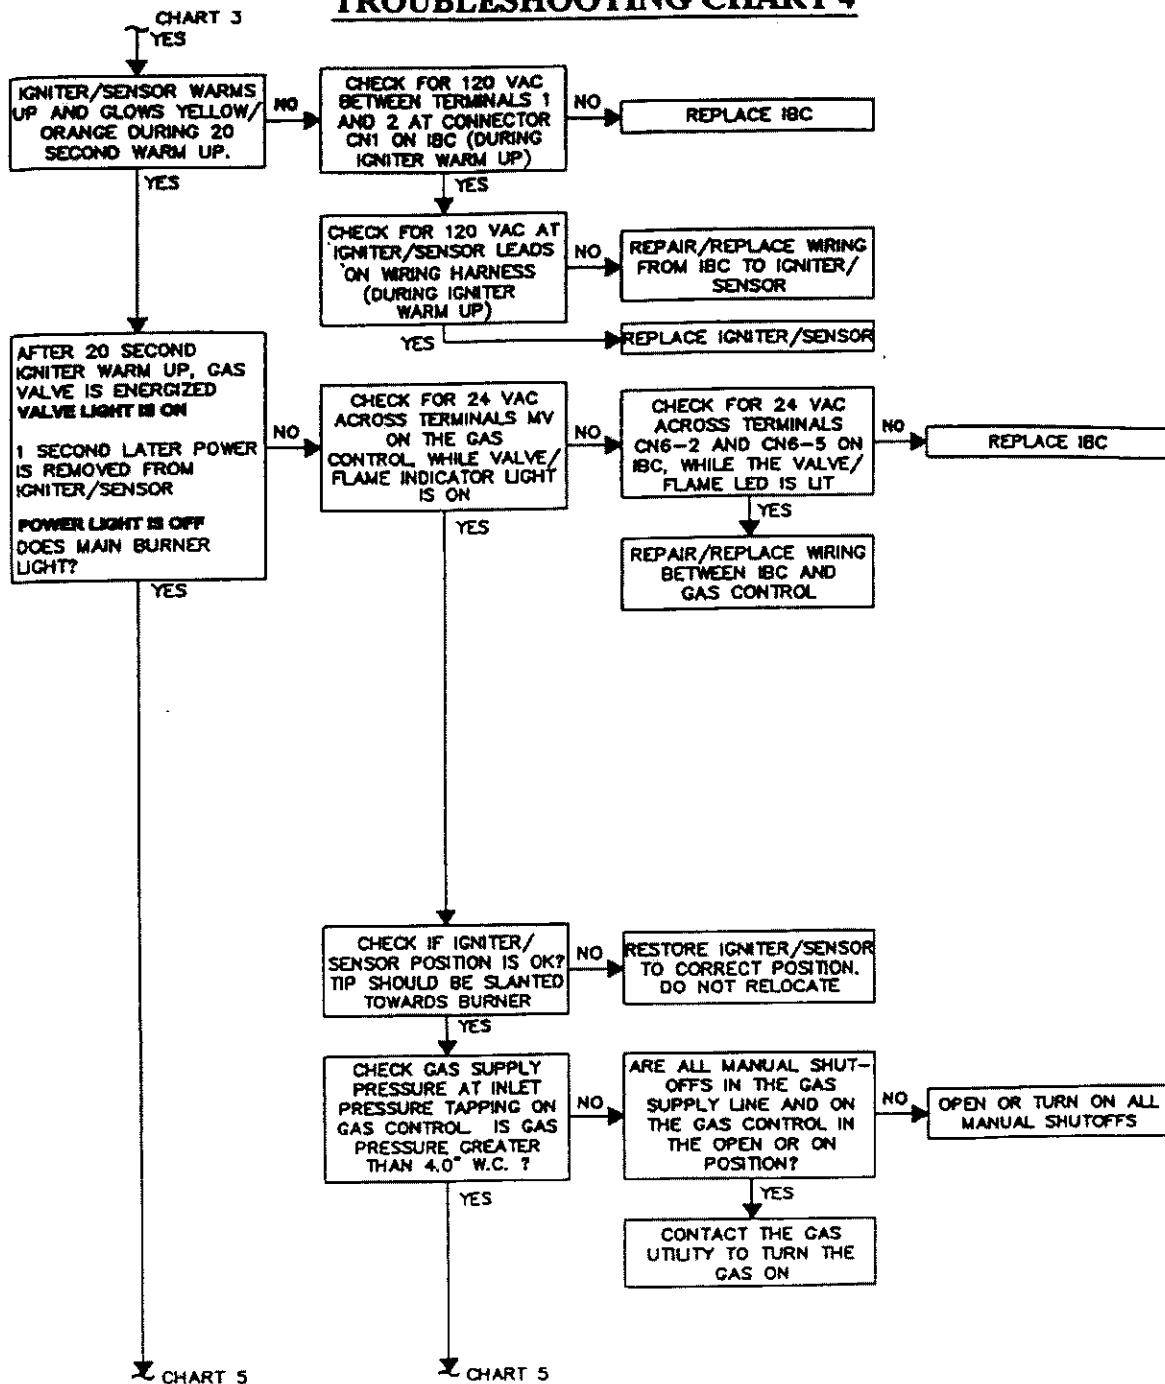 TROUBLESHOOTING CHART 4
CHART 3
YES
IGNITER/SENSOR WARMS
UP AND GLOWS YELLOW/
ORANGE DURING 20
SECOND WARM UP.
NO
CHECK FOR 120 VAC
BETWEEN TERMINALS 1
AND 2 AT CONNECTOR
CN1 ON IBC (DURING
IGNITER WARM UP)
NO
REPLACE IBC
YES
YES
CHECK FOR 120 VAC AT
IGNITER/SENSOR LEADS
ON WIRING HARNESS
(DURING IGNITER
WARM UP)
NO
REPAIR/REPLACE WIRING
FROM IBC TO IGNITER/
SENSOR
YES
REPLACE IGNITER/SENSOR
AFTER 20 SECOND
IGNITER WARM UP, GAS
VALVE IS ENERGIZED
VALVE LIGHT IS ON
1 SECOND LATER POWER
IS REMOVED FROM
IGNITER/SENSOR
POWER LIGHT IS OFF
DOES MAIN BURNER
LIGHT?
NO
CHECK FOR 24 VAC
ACROSS TERMINALS MV
ON THE GAS
CONTROL, WHILE VALVE/
FLAME INDICATOR LIGHT
IS ON
NO
CHECK FOR 24 VAC
ACROSS TERMINALS
CN6-2 AND CN6-5 ON
IBC, WHILE THE VALVE/
FLAME LED IS LIT
NO
REPLACE IBC
YES
YES
YES
REPAIR/REPLACE WIRING
BETWEEN IBC AND
GAS CONTROL
CHECK IF IGNITER/
SENSOR POSITION IS OK?
TIP SHOULD BE SLANTED
TOWARDS BURNER
NO
RESTORE IGNITER/SENSOR
TO CORRECT POSITION.
DO NOT RELOCATE
YES
CHECK GAS SUPPLY
PRESSURE AT INLET
PRESSURE TAPPING ON
GAS CONTROL. IS GAS
PRESSURE GREATER
THAN 4.0" W.C. ?
NO
ARE ALL MANUAL SHUT-
OFFS IN THE GAS
SUPPLY LINE AND ON
THE GAS CONTROL IN
THE OPEN OR ON
POSITION?
NO
OPEN OR TURN ON ALL
MANUAL SHUTOFFS
YES
YES
CONTACT THE GAS
UTILITY TO TURN THE
GAS ON
CHART 5
CHART 5